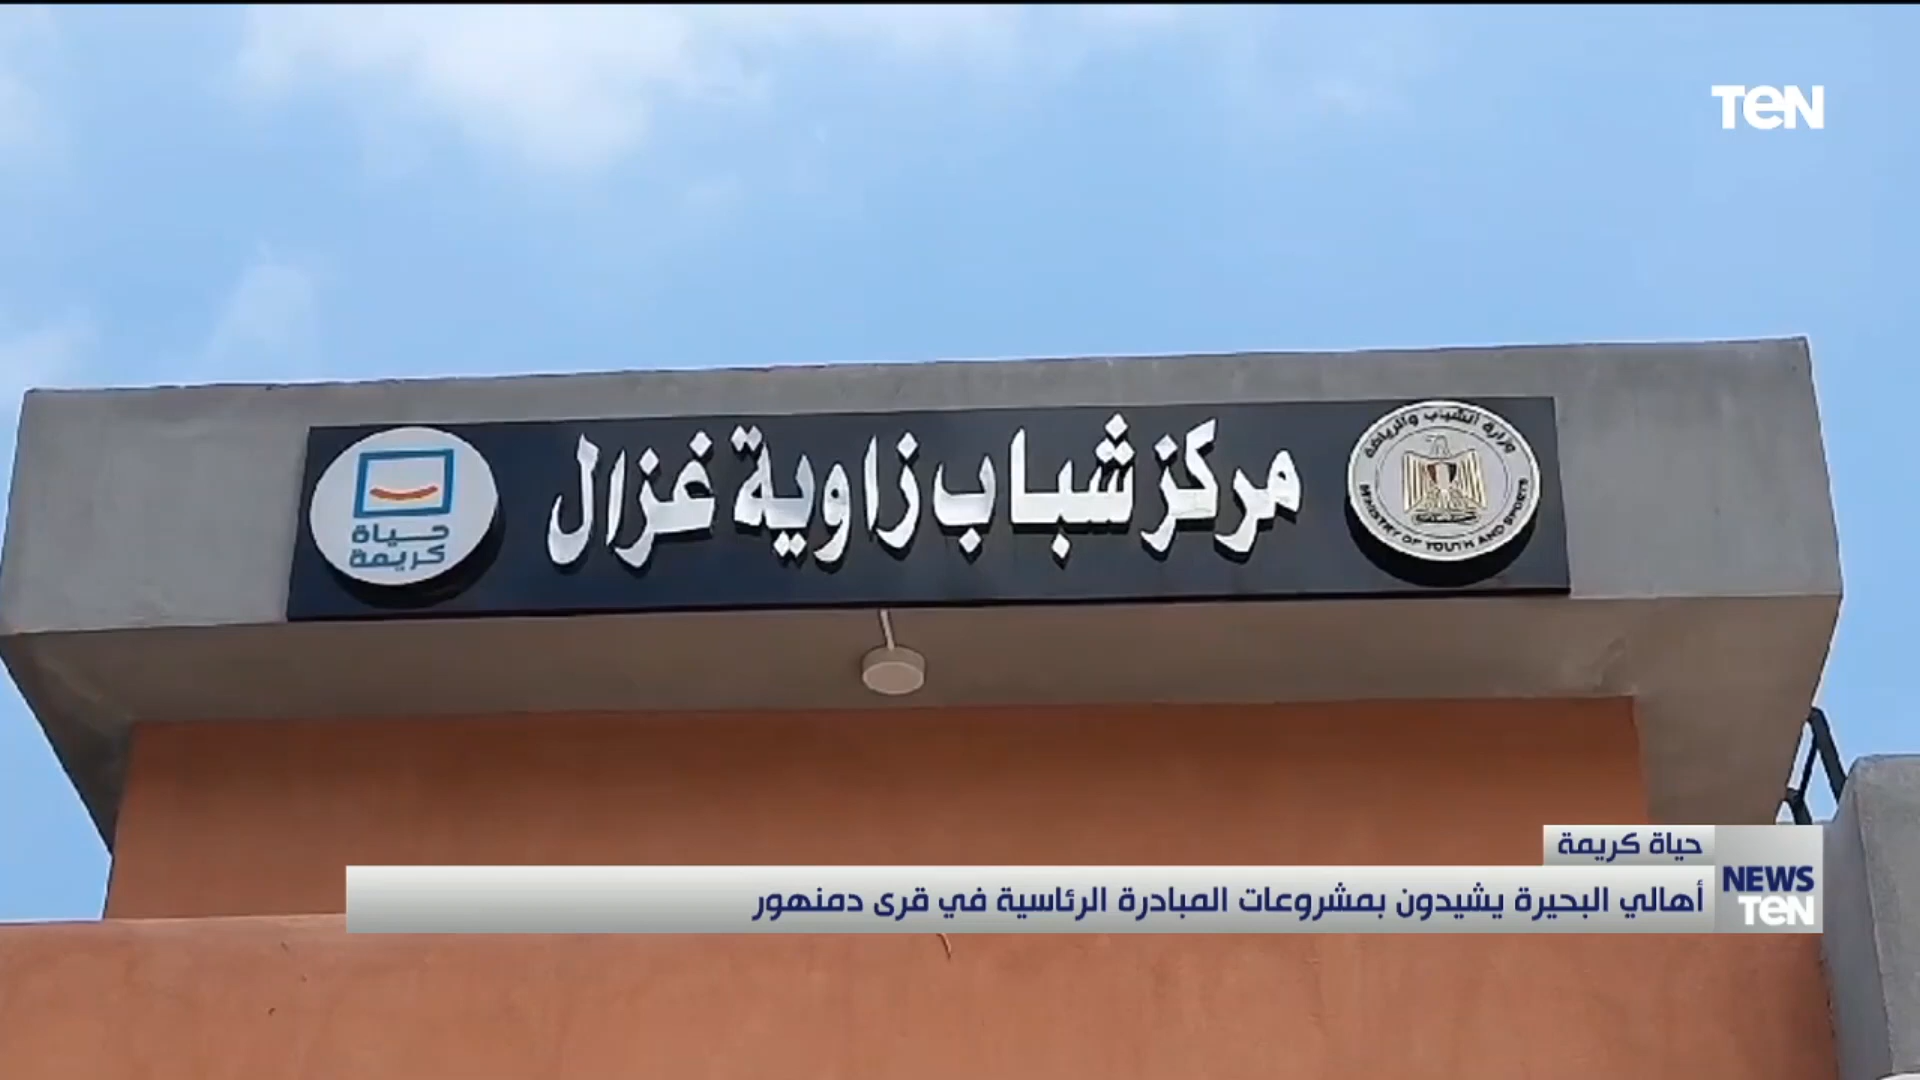 TEN
وزارة الشباب والرياضة
MINISTRY OF YOUTH AND SPORTS
مركز شباب زاوية غزال
حياة
كريمة
حياة كريمة
أهالي البحيرة يشيدون بمشروعات المبادرة الرئاسية في قرى دمنهور
NEWS
TEN